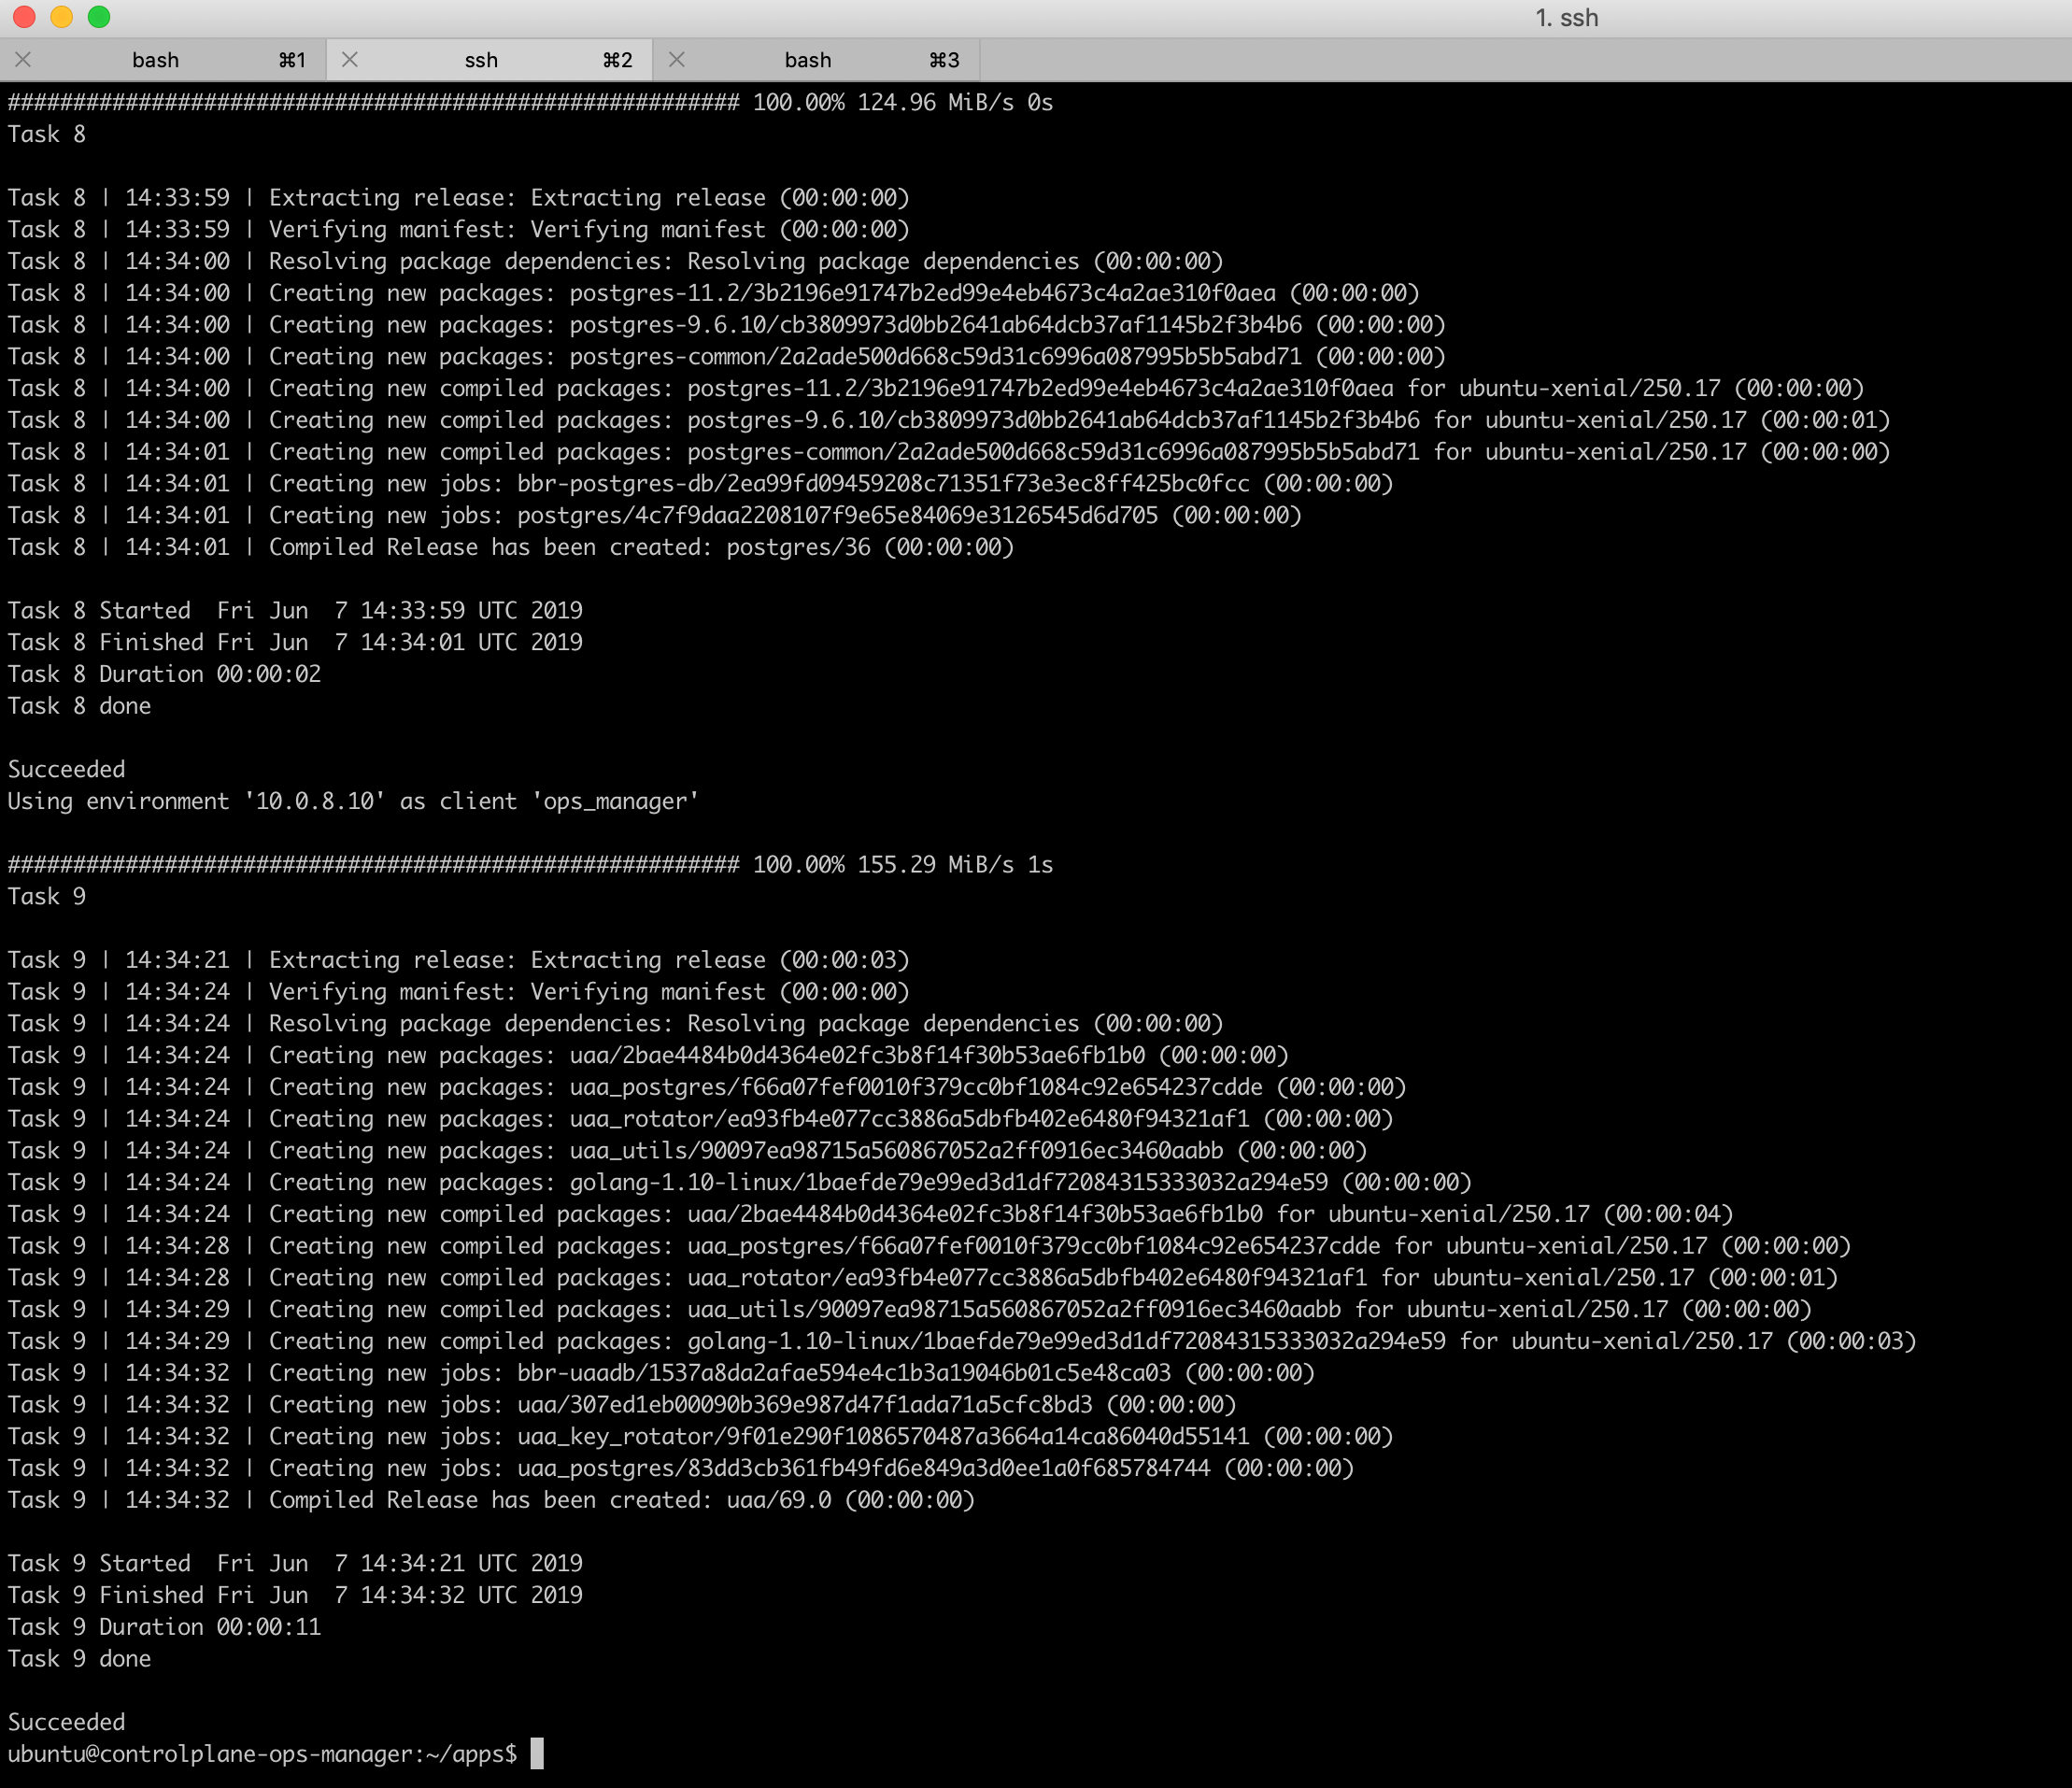 1. ssh
bash ⌘1 ssh ⌘2 bash ⌘3
######################################################## 100.00% 124.96 MiB/s 0s
Task 8
Task 8 | 14:33:59 | Extracting release: Extracting release (00:00:00)
Task 8 | 14:33:59 | Verifying manifest: Verifying manifest (00:00:00)
Task 8 | 14:34:00 | Resolving package dependencies: Resolving package dependencies (00:00:00)
Task 8 | 14:34:00 | Creating new packages: postgres-11.2/3b2196e91747b2ed99e4eb4673c4a2ae310f0aea (00:00:00)
Task 8 | 14:34:00 | Creating new packages: postgres-9.6.10/cb3809973d0bb2641ab64dcb37af1145b2f3b4b6 (00:00:00)
Task 8 | 14:34:00 | Creating new packages: postgres-common/2a2ade500d668c59d31c6996a087995b5b5abd71 (00:00:00)
Task 8 | 14:34:00 | Creating new compiled packages: postgres-11.2/3b2196e91747b2ed99e4eb4673c4a2ae310f0aea for ubuntu-xenial/250.17 (00:00:00)
Task 8 | 14:34:00 | Creating new compiled packages: postgres-9.6.10/cb3809973d0bb2641ab64dcb37af1145b2f3b4b6 for ubuntu-xenial/250.17 (00:00:01)
Task 8 | 14:34:01 | Creating new compiled packages: postgres-common/2a2ade500d668c59d31c6996a087995b5b5abd71 for ubuntu-xenial/250.17 (00:00:00)
Task 8 | 14:34:01 | Creating new jobs: bbr-postgres-db/2ea99fd09459208c71351f73e3ec8ff425bc0fcc (00:00:00)
Task 8 | 14:34:01 | Creating new jobs: postgres/4c7f9daa2208107f9e65e84069e3126545d6d705 (00:00:00)
Task 8 | 14:34:01 | Compiled Release has been created: postgres/36 (00:00:00)
Task 8 Started  Fri Jun  7 14:33:59 UTC 2019
Task 8 Finished Fri Jun  7 14:34:01 UTC 2019
Task 8 Duration 00:00:02
Task 8 done
Succeeded
Using environment '10.0.8.10' as client 'ops_manager'
######################################################## 100.00% 155.29 MiB/s 1s
Task 9
Task 9 | 14:34:21 | Extracting release: Extracting release (00:00:03)
Task 9 | 14:34:24 | Verifying manifest: Verifying manifest (00:00:00)
Task 9 | 14:34:24 | Resolving package dependencies: Resolving package dependencies (00:00:00)
Task 9 | 14:34:24 | Creating new packages: uaa/2bae4484b0d4364e02fc3b8f14f30b53ae6fb1b0 (00:00:00)
Task 9 | 14:34:24 | Creating new packages: uaa_postgres/f66a07fef0010f379cc0bf1084c92e654237cdde (00:00:00)
Task 9 | 14:34:24 | Creating new packages: uaa_rotator/ea93fb4e077cc3886a5dbfb402e6480f94321af1 (00:00:00)
Task 9 | 14:34:24 | Creating new packages: uaa_utils/90097ea98715a560867052a2ff0916ec3460aabb (00:00:00)
Task 9 | 14:34:24 | Creating new packages: golang-1.10-linux/1baefde79e99ed3d1df72084315333032a294e59 (00:00:00)
Task 9 | 14:34:24 | Creating new compiled packages: uaa/2bae4484b0d4364e02fc3b8f14f30b53ae6fb1b0 for ubuntu-xenial/250.17 (00:00:04)
Task 9 | 14:34:28 | Creating new compiled packages: uaa_postgres/f66a07fef0010f379cc0bf1084c92e654237cdde for ubuntu-xenial/250.17 (00:00:00)
Task 9 | 14:34:28 | Creating new compiled packages: uaa_rotator/ea93fb4e077cc3886a5dbfb402e6480f94321af1 for ubuntu-xenial/250.17 (00:00:01)
Task 9 | 14:34:29 | Creating new compiled packages: uaa_utils/90097ea98715a560867052a2ff0916ec3460aabb for ubuntu-xenial/250.17 (00:00:00)
Task 9 | 14:34:29 | Creating new compiled packages: golang-1.10-linux/1baefde79e99ed3d1df72084315333032a294e59 for ubuntu-xenial/250.17 (00:00:03)
Task 9 | 14:34:32 | Creating new jobs: bbr-uaadb/1537a8da2afae594e4c1b3a19046b01c5e48ca03 (00:00:00)
Task 9 | 14:34:32 | Creating new jobs: uaa/307ed1eb00090b369e987d47f1ada71a5cfc8bd3 (00:00:00)
Task 9 | 14:34:32 | Creating new jobs: uaa_key_rotator/9f01e290f1086570487a3664a14ca86040d55141 (00:00:00)
Task 9 | 14:34:32 | Creating new jobs: uaa_postgres/83dd3cb361fb49fd6e849a3d0ee1a0f685784744 (00:00:00)
Task 9 | 14:34:32 | Compiled Release has been created: uaa/69.0 (00:00:00)
Task 9 Started  Fri Jun  7 14:34:21 UTC 2019
Task 9 Finished Fri Jun  7 14:34:32 UTC 2019
Task 9 Duration 00:00:11
Task 9 done
Succeeded
ubuntu@controlplane-ops-manager:~/apps$